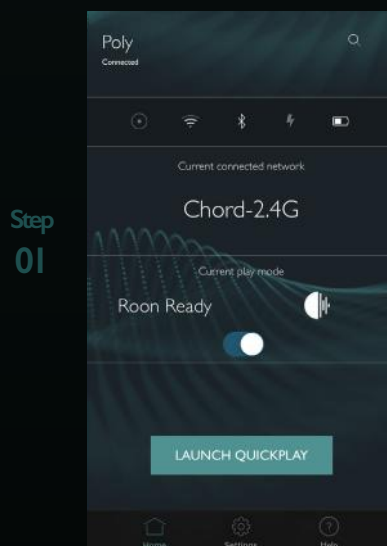 Poly
Connected
Current connected network
Chord-2.4G
Step
01
Current play mode
Roon Ready
LAUNCH QUICKPLAY
Home
Settings
Help